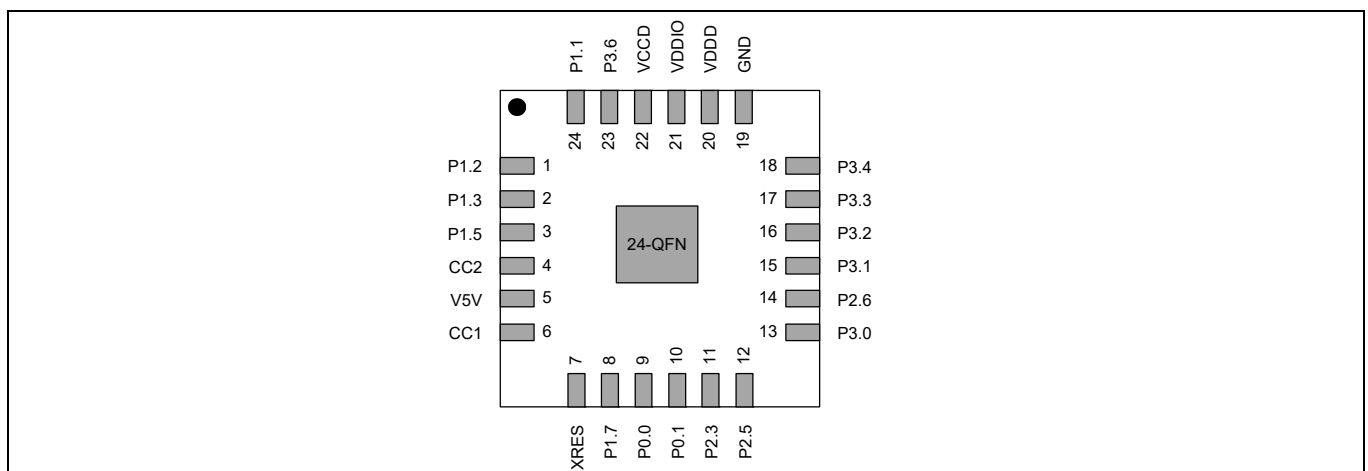 P1.1 P3.6 VCCD VDDIO VDDD GND
24 23 22 21 20 19
P1.2 1 18 P3.4
P1.3 2 17 P3.3
P1.5 3 16 P3.2
24-QFN
CC2 4 15 P3.1
V5V 5 14 P2.6
CC1 6 13 P3.0
7 8 9 10 11 12
XRES P1.7 P0.0 P0.1 P2.3 P2.5